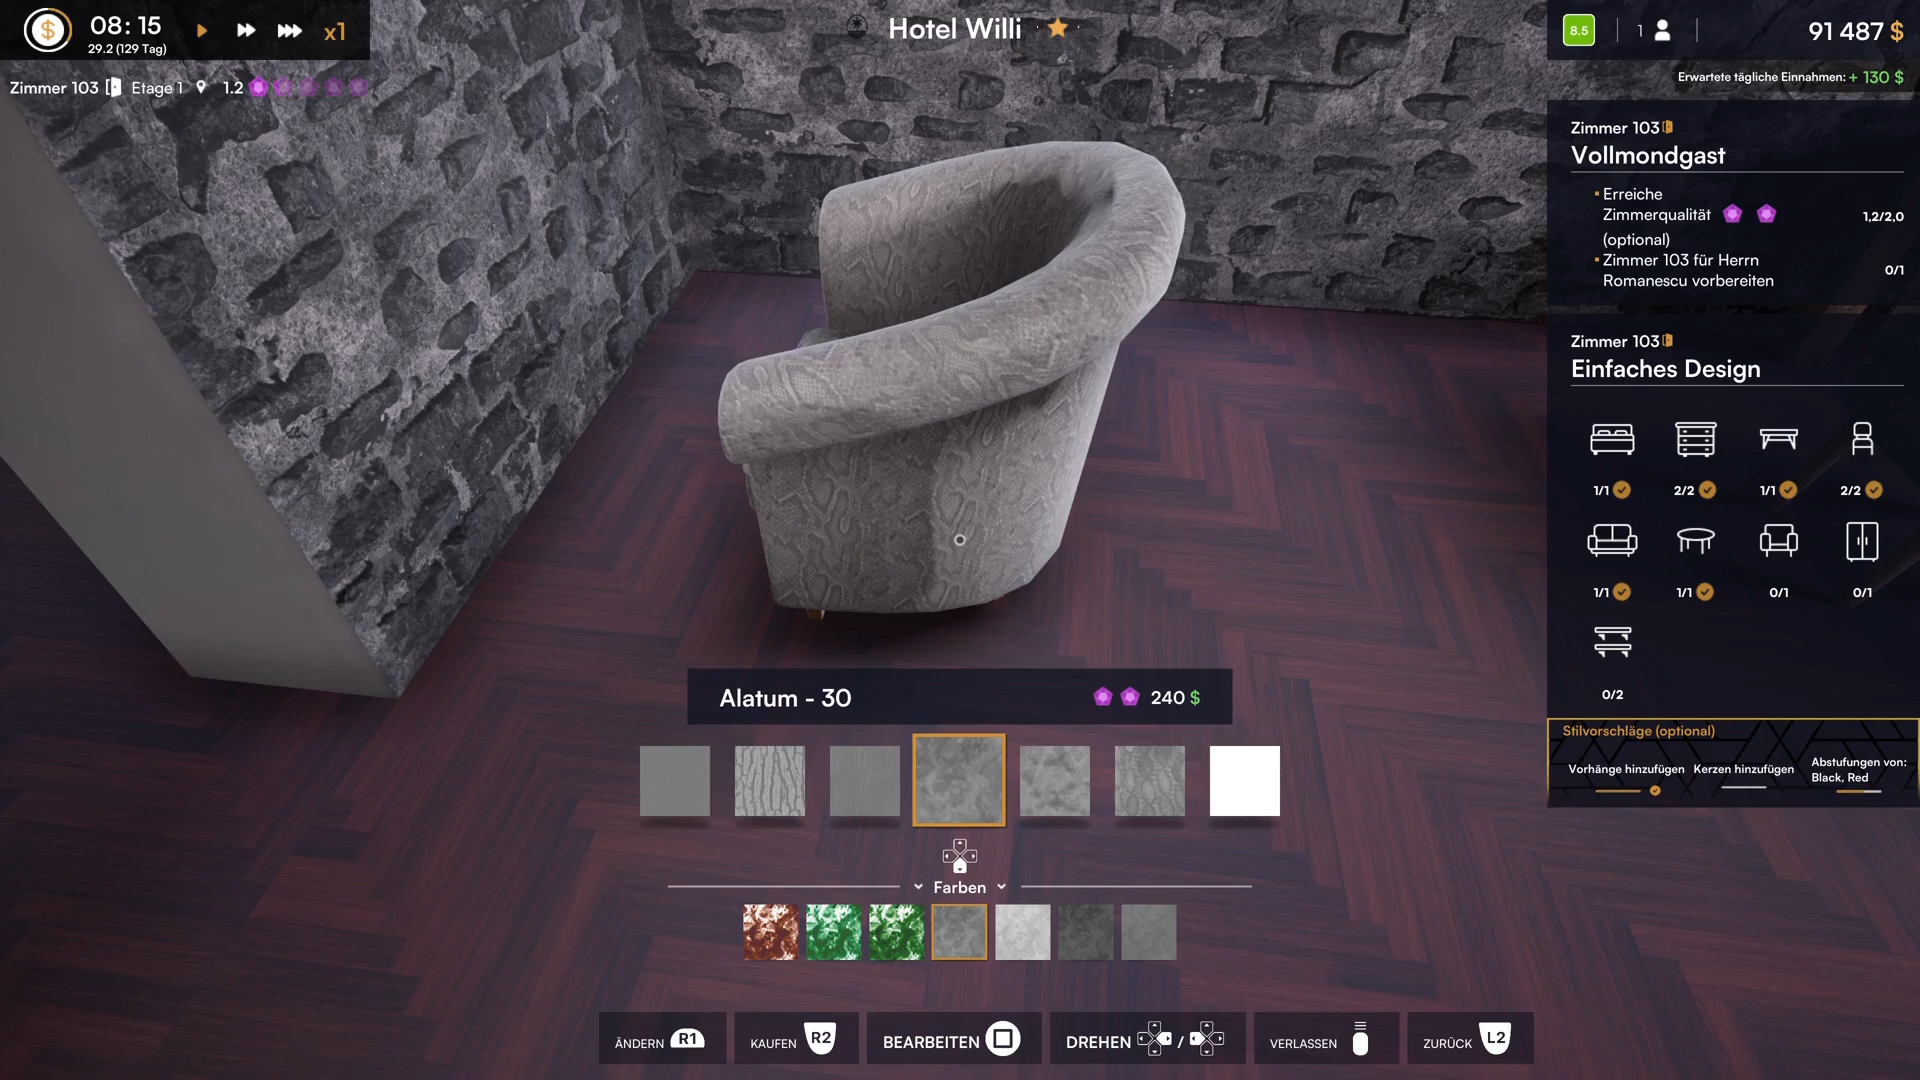 08:15
29.2 (129 Tag)
x1
Hotel Willi
8.5
1
91 487 $
Erwartete tägliche Einnahmen: + 130 $
Zimmer 103 Etage 1 1.2
Zimmer 103
Vollmondgast
Erreiche
Zimmerqualität
(optional)
1,2/2,0
Zimmer 103 für Herrn
Romanescu vorbereiten
0/1
Zimmer 103
Einfaches Design
1/1 2/2 1/1 2/2
1/1 1/1 0/1 0/1
0/2
Stilvorschläge (optional)
Vorhänge hinzufügen
Kerzen hinzufügen
Abstufungen von:
Black, Red
Alatum - 30
240 $
Farben
ÄNDERN R1
KAUFEN R2
BEARBEITEN
DREHEN /
VERLASSEN
ZURÜCK L2